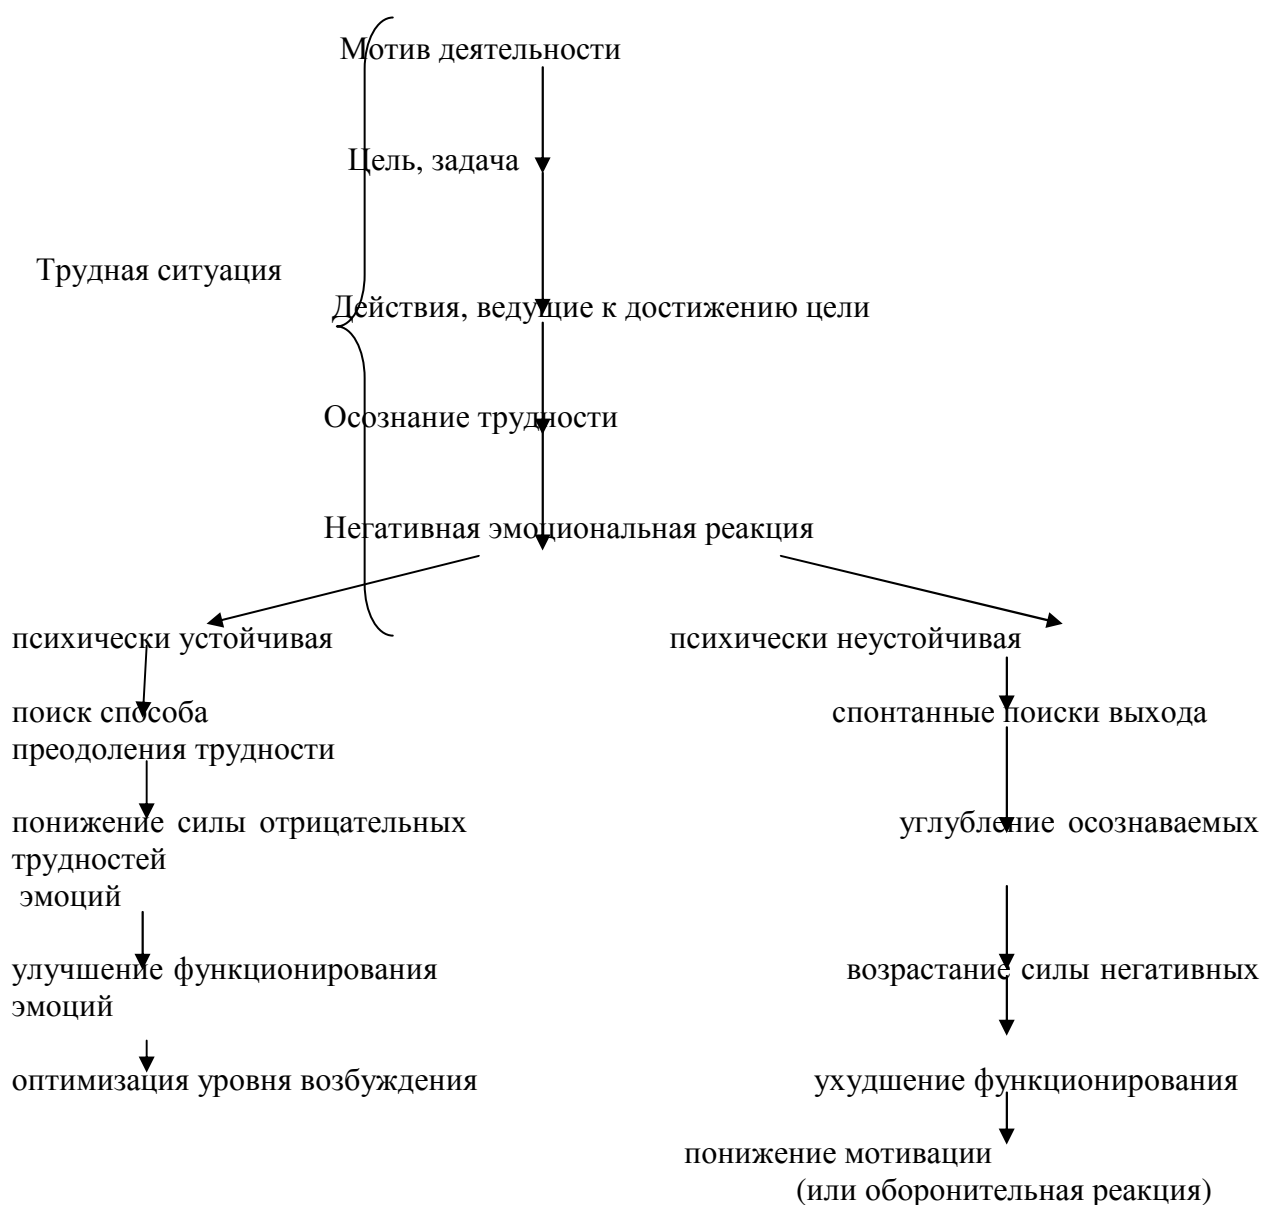 Мотив деятельности
Цель, задача
Трудная ситуация
Действия, ведущие к достижению цели
Осознание трудности
Негативная эмоциональная реакция
психически устойчивая психически неустойчивая
поиск способа спонтанные поиски выхода
преодоления трудности
понижение силы отрицательных углубление осознаваемых
трудностей
эмоций
улучшение функционирования возрастание силы негативных
эмоций
оптимизация уровня возбуждения ухудшение функционирования
понижение мотивации
(или оборонительная реакция)